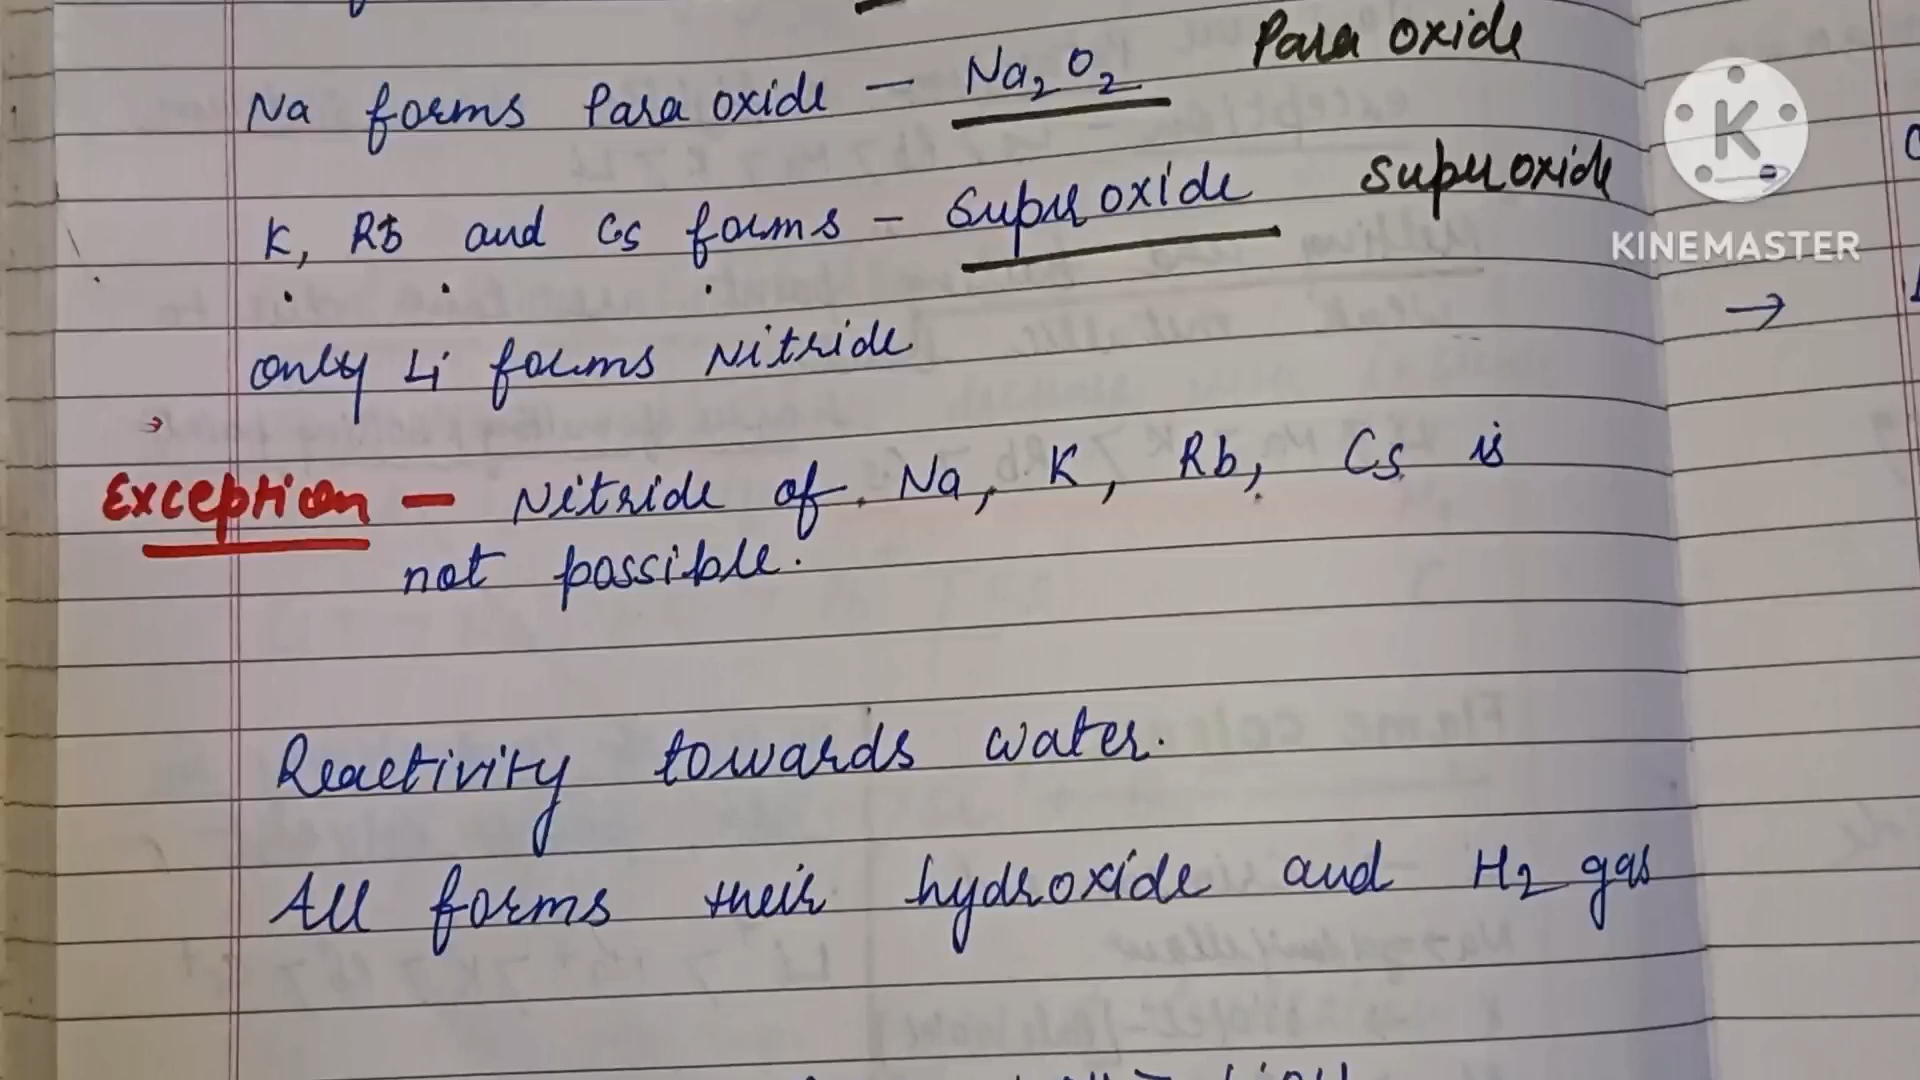 Na forms Para oxide - Na2O2 Para oxide
K, Rb and Cs forms - Superoxide superoxide
KINEMASTER
only Li forms Nitride
Exception - Nitride of Na, K, Rb, Cs is
not possible.
Reactivity towards water.
All forms their hydroxide and H2 gas